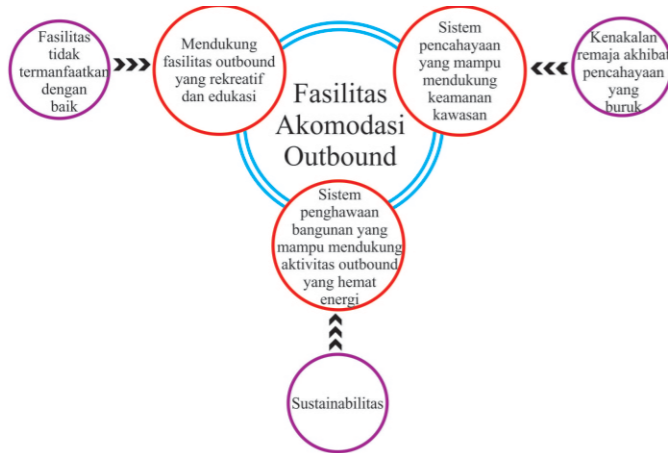 Fasilitas
tidak
termanfaatkan
dengan
baik
Mendukung
fasilitas outbound
yang rekreatif
dan edukasi
Fasilitas
Akomodasi
Outbound
Sistem
pencahayaan
yang mampu
mendukung
keamanan
kawasan
Kenakalan
remaja akhibat
pencahayaan
yang
buruk
Sistem
penghawaan
bangunan yang
mampu mendukung
aktivitas outbound
yang hemat
energi
Sustainabilitas